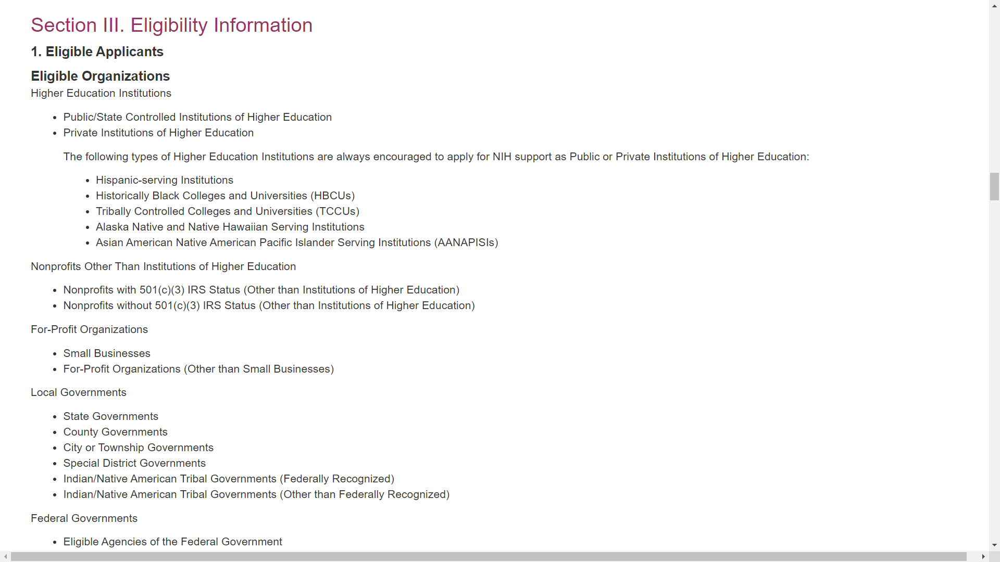 Section III. Eligibility Information
1. Eligible Applicants
Eligible Organizations
Higher Education Institutions
• Public/State Controlled Institutions of Higher Education
• Private Institutions of Higher Education
The following types of Higher Education Institutions are always encouraged to apply for NIH support as Public or Private Institutions of Higher Education:
• Hispanic-serving Institutions
• Historically Black Colleges and Universities (HBCUs)
• Tribally Controlled Colleges and Universities (TCCUs)
• Alaska Native and Native Hawaiian Serving Institutions
• Asian American Native American Pacific Islander Serving Institutions (AANAPISIs)
Nonprofits Other Than Institutions of Higher Education
• Nonprofits with 501(c)(3) IRS Status (Other than Institutions of Higher Education)
• Nonprofits without 501(c)(3) IRS Status (Other than Institutions of Higher Education)
For-Profit Organizations
• Small Businesses
• For-Profit Organizations (Other than Small Businesses)
Local Governments
• State Governments
• County Governments
• City or Township Governments
• Special District Governments
• Indian/Native American Tribal Governments (Federally Recognized)
• Indian/Native American Tribal Governments (Other than Federally Recognized)
Federal Governments
• Eligible Agencies of the Federal Government